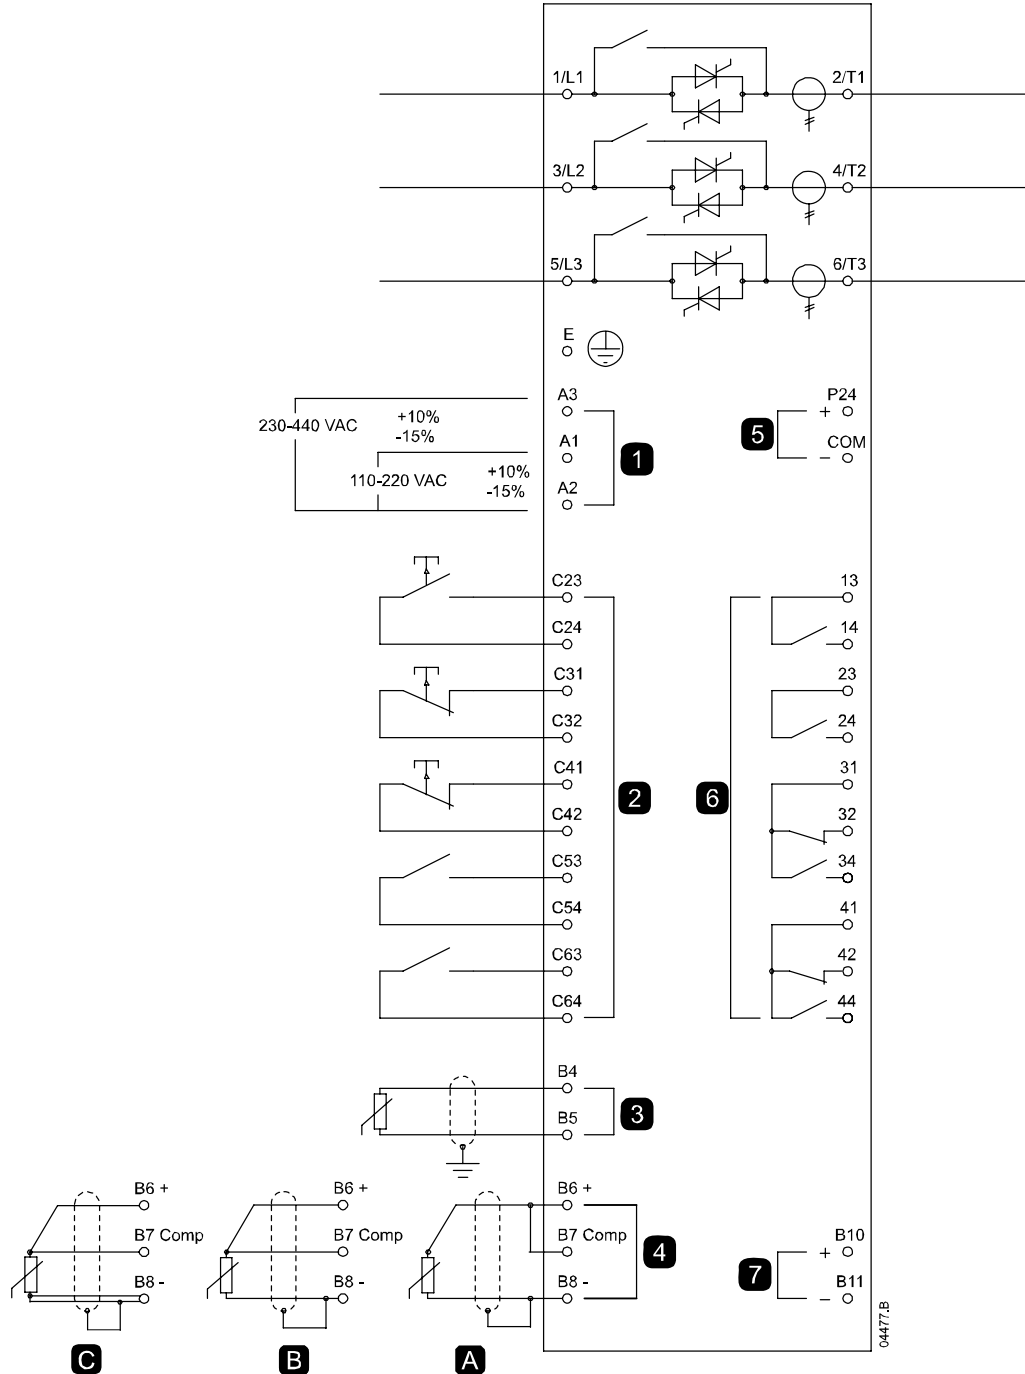 1/L1 2/T1
3/L2 4/T2
5/L3 6/T3
E
A3 P24
230-440 VAC +10% -15% 5 +
A1 1 COM
110-220 VAC +10% -15% −
A2
C23 13
C24 14
C31 23
C32 24
C41 31
2 6
C42 32
C53 34
C54 41
C63 42
C64 44
B4
3
B5
B6 + B6 + B6 +
B7 Comp B7 Comp B7 Comp 4 + B10
7
B8 - B8 - B8 - − B11
C B A
04477.B